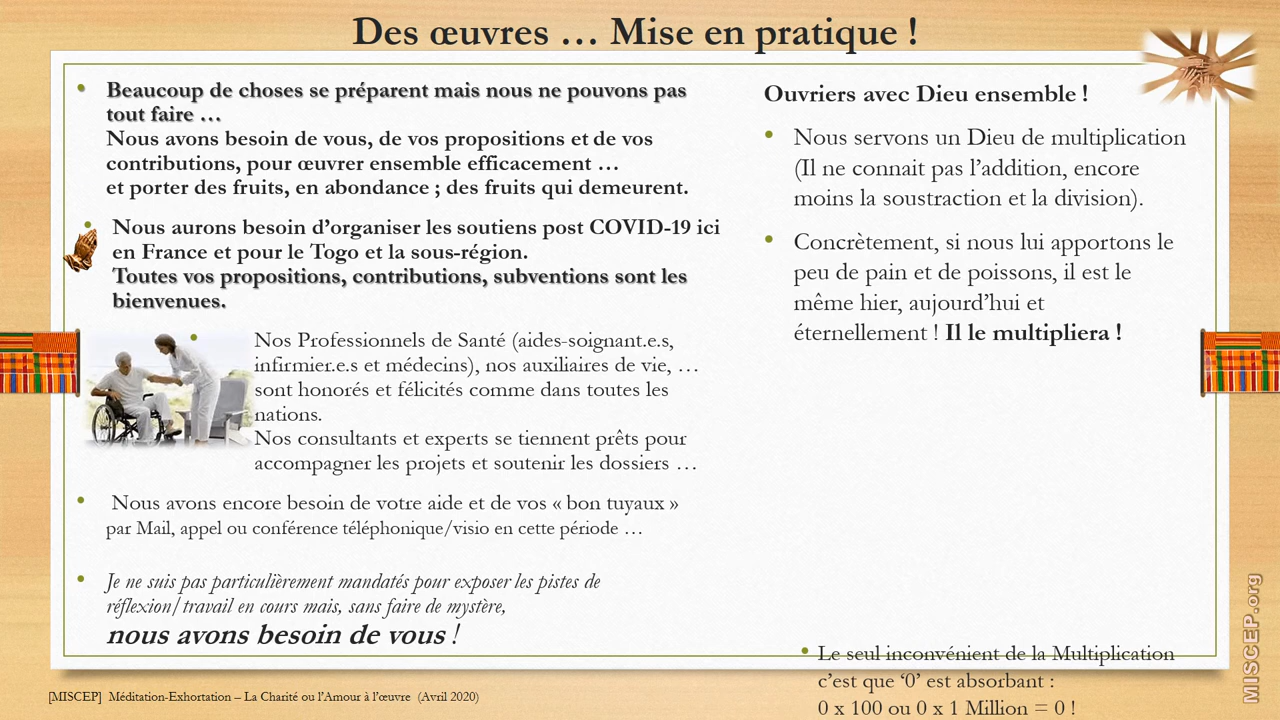 Des œuvres … Mise en pratique !
Beaucoup de choses se préparent mais nous ne pouvons pas
tout faire …
Nous avons besoin de vous, de vos propositions et de vos
contributions, pour œuvrer ensemble efficacement …
et porter des fruits, en abondance ; des fruits qui demeurent.
Nous aurons besoin d’organiser les soutiens post COVID-19 ici
en France et pour le Togo et la sous-région.
Toutes vos propositions, contributions, subventions sont les
bienvenues.
Nos Professionnels de Santé (aides-soignant.e.s,
infirmier.e.s et médecins), nos auxiliaires de vie, …
sont honorés et félicités comme dans toutes les
nations.
Nos consultants et experts se tiennent prêts pour
accompagner les projets et soutenir les dossiers …
Nous avons encore besoin de votre aide et de vos « bon tuyaux »
par Mail, appel ou conférence téléphonique/visio en cette période …
Je ne suis pas particulièrement mandatés pour exposer les pistes de
réflexion/travail en cours mais, sans faire de mystère,
nous avons besoin de vous !
Ouvriers avec Dieu ensemble !
Nous servons un Dieu de multiplication
(Il ne connait pas l’addition, encore
moins la soustraction et la division).
Concrètement, si nous lui apportons le
peu de pain et de poissons, il est le
même hier, aujourd’hui et
éternellement ! Il le multipliera !
Le seul inconvénient de la Multiplication
c’est que ‘0’ est absorbant :
0 x 100 ou 0 x 1 Million = 0 !
[MISCEP] Méditation-Exhortation – La Charité ou l’Amour à l’œuvre (Avril 2020)
MISCEP.org